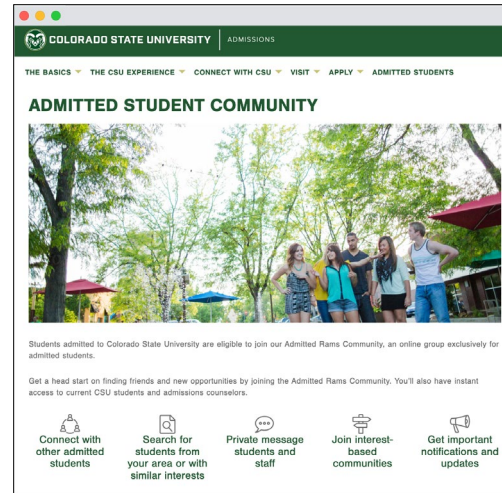 COLORADO STATE UNIVERSITY ADMISSIONS
THE BASICS THE CSU EXPERIENCE CONNECT WITH CSU VISIT APPLY ADMITTED STUDENTS
ADMITTED STUDENT COMMUNITY
Students admitted to Colorado State University are eligible to join our Admitted Rams Community, an online group exclusively for
admitted students.
Get a head start on finding friends and new opportunities by joining the Admitted Rams Community. You'll also have instant
access to current CSU students and admissions counselors.
Connect with
other admitted
students
Search for
students from
your area or with
similar interests
Private message
students and
staff
Join interest-
based
communities
Get important
notifications and
updates